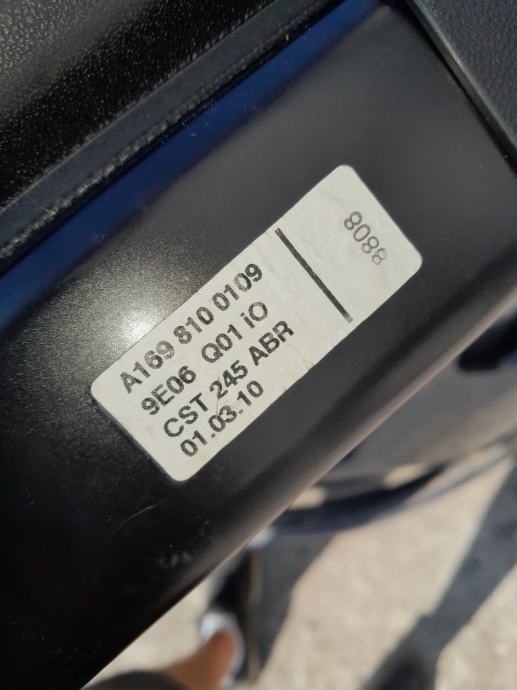 A169 810 0109
9E06 Q01 iO
CST 245 ABR
01.03.10
8088